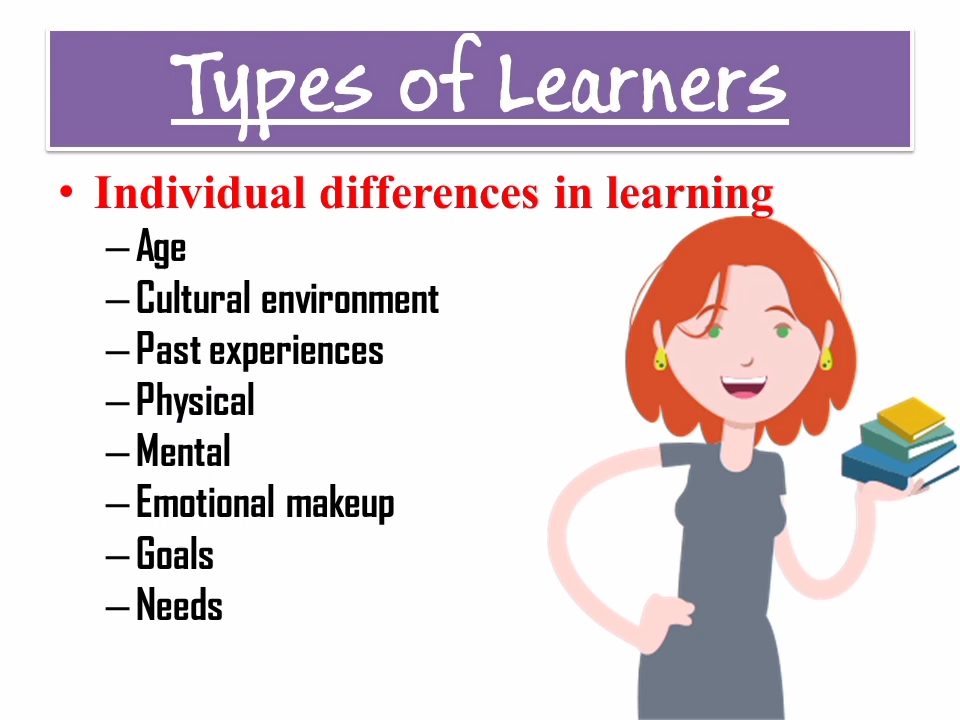 Types of Learners
• Individual differences in learning
– Age
– Cultural environment
– Past experiences
– Physical
– Mental
– Emotional makeup
– Goals
– Needs